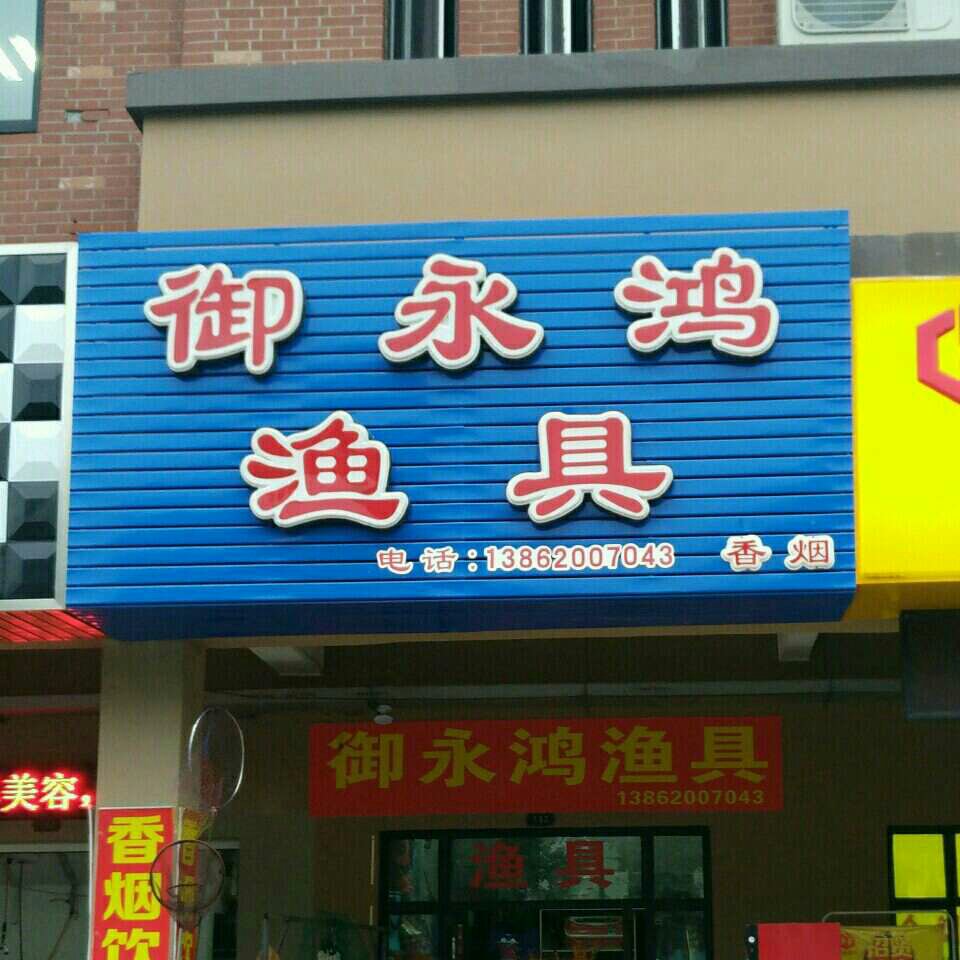 御永鸿
渔具
电话:13862007043 香烟
御永鸿渔具
13862007043
美容
香烟饮
渔具